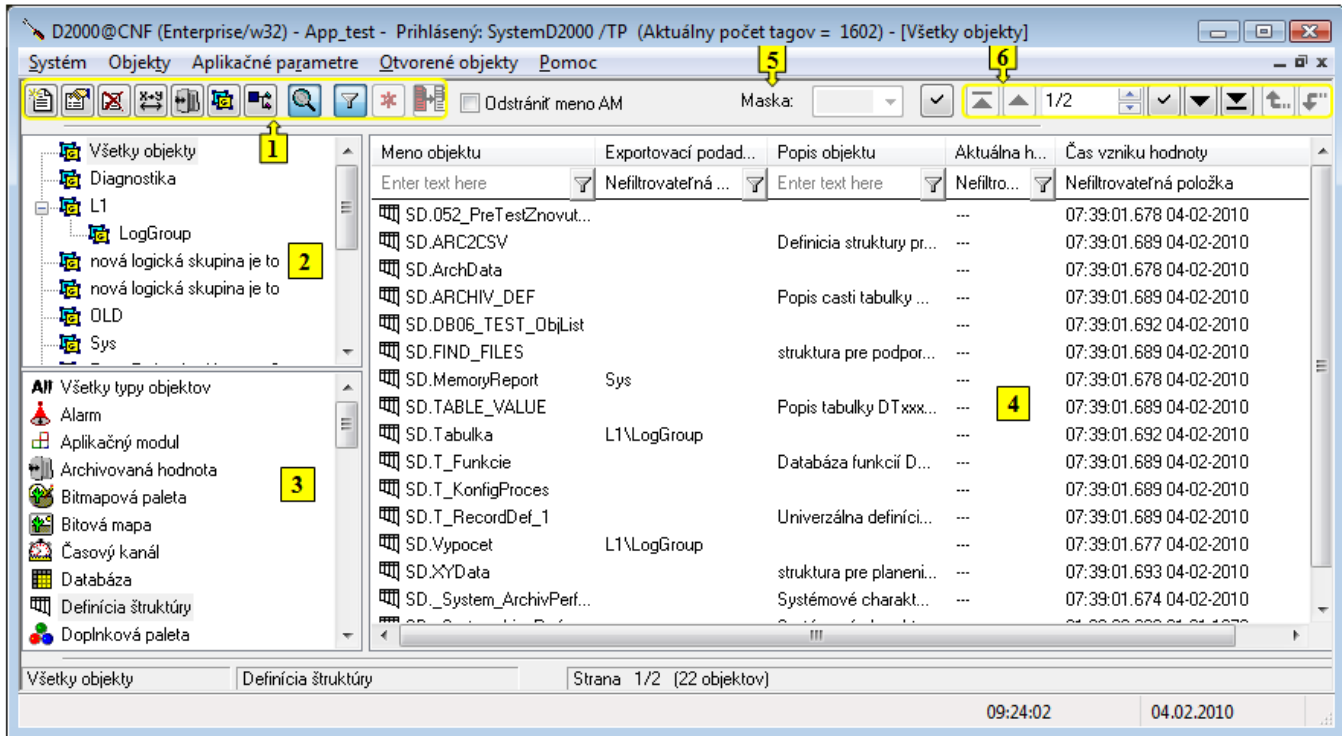 D2000@CNF (Enterprise/w32) - App_test - Prihlásený: SystemD2000 /TP (Aktuálny počet tagov = 1602) - [Všetky objekty]
Systém Objekty Aplikačné parametre Otvorené objekty Pomoc
5 6
Odstrániť meno AM Maska: 1/2
1
Všetky objekty
Diagnostika
L1
LogGroup
nová logická skupina je to
2
nová logická skupina je to
OLD
Sys
All Všetky typy objektov
Alarm
Aplikačný modul
Archivovaná hodnota
3
Bitmapová paleta
Bitová mapa
Časový kanál
Databáza
Definícia štruktúry
Doplnková paleta
Meno objektu Exportovací podad... Popis objektu Aktuálna h... Čas vzniku hodnoty
Enter text here Nefiltrovateľná ... Enter text here Nefiltro... Nefiltrovateľná položka
SD.052_PreTestZnovut... --- 07:39:01.678 04-02-2010
SD.ARC2CSV Definicia struktury pr... --- 07:39:01.689 04-02-2010
SD.ArchData --- 07:39:01.678 04-02-2010
SD.ARCHIV_DEF Popis casti tabulky ... --- 07:39:01.689 04-02-2010
SD.DB06_TEST_ObjList --- 07:39:01.692 04-02-2010
SD.FIND_FILES struktura pre podpor... --- 07:39:01.689 04-02-2010
SD.MemoryReport Sys --- 07:39:01.678 04-02-2010
SD.TABLE_VALUE Popis tabulky DTxxx... --- 4 07:39:01.689 04-02-2010
SD.Tabulka L1\LogGroup --- 07:39:01.692 04-02-2010
SD.T_Funkcie Databáza funkcií D... --- 07:39:01.689 04-02-2010
SD.T_KonfigProces --- 07:39:01.689 04-02-2010
SD.T_RecordDef_1 Univerzálna definíci... --- 07:39:01.689 04-02-2010
SD.Vypocet L1\LogGroup --- 07:39:01.677 04-02-2010
SD.XYData struktura pre planeni... --- 07:39:01.693 04-02-2010
SD._System_ArchivPerf... Systémové charakt... --- 07:39:01.674 04-02-2010
Všetky objekty Definícia štruktúry Strana 1/2 (22 objektov)
09:24:02 04.02.2010